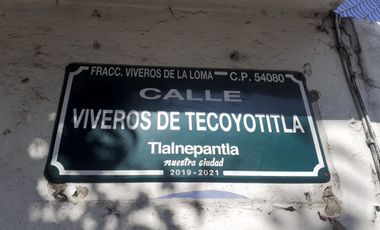 FRACC. VIVEROS DE LA LOMA C.P. 54080
CALLE
VIVEROS DE TECOYOTITLA
Tlalnepantla
nuestra ciudad
2019-2021